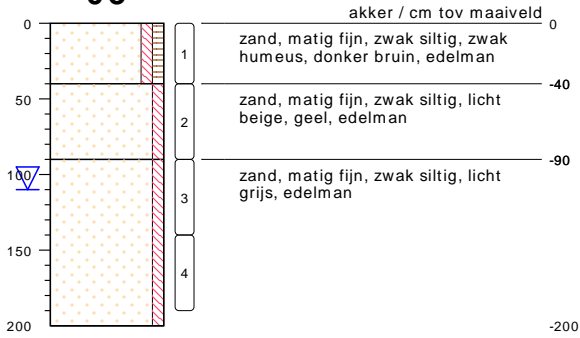 akker / cm tov maaiveld
0
0
1
zand, matig fijn, zwak siltig, zwak
humeus, donker bruin, edelman
-40
50
2
zand, matig fijn, zwak siltig, licht
beige, geel, edelman
-90
100
3
zand, matig fijn, zwak siltig, licht
grijs, edelman
150
4
200
-200